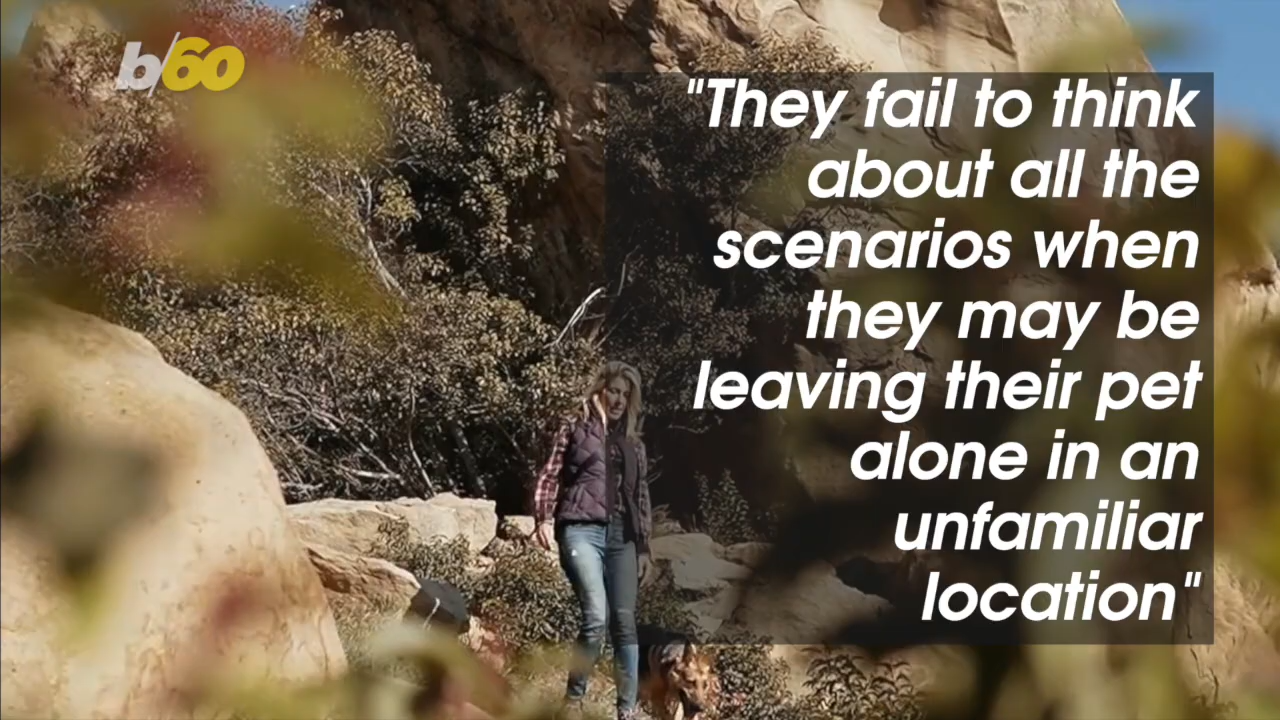 b/60
"They fail to think
about all the
scenarios when
they may be
leaving their pet
alone in an
unfamiliar
location"